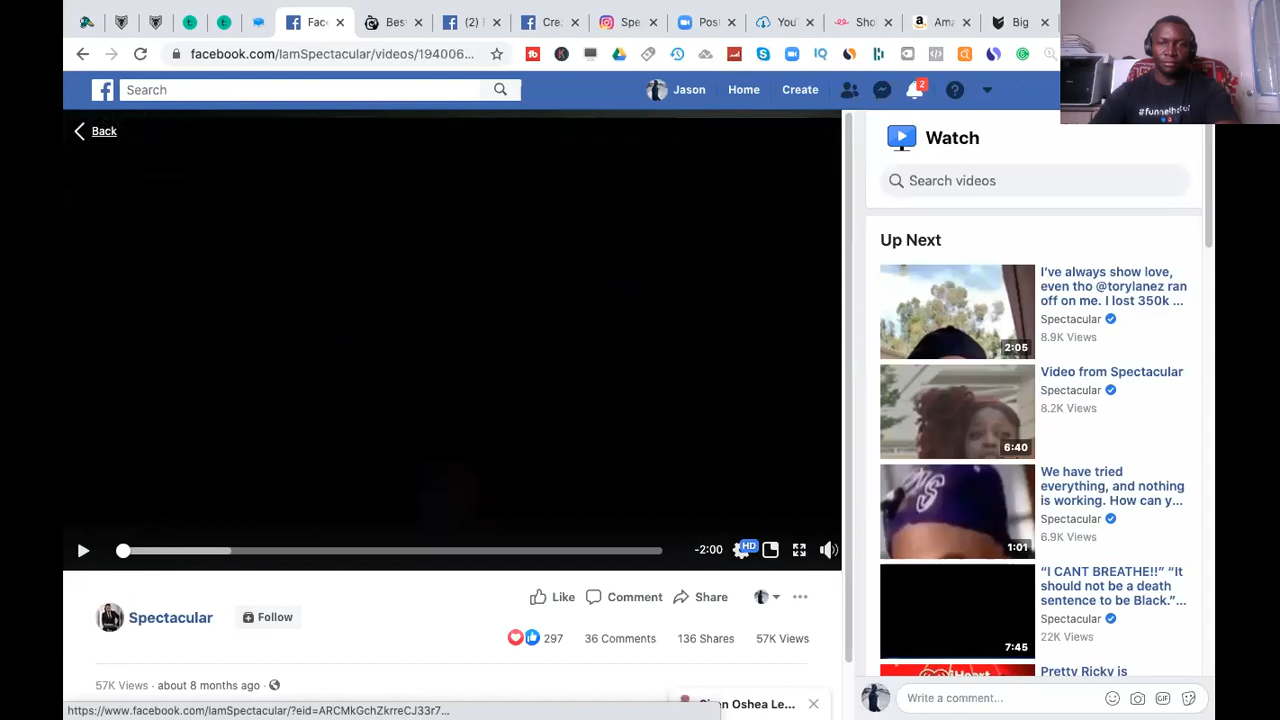 Fac
Bes
(2)
Cre
Spe
Post
You
Sho
Ama
Big
facebook.com/IamSpectacular/videos/194006
Search
Jason
Home
Create
2
#funnelhacker
Back
Watch
Search videos
Up Next
I've always show love,
even tho @torylanez ran
off on me. I lost 350k ...
Spectacular
8.9K Views
2:05
Video from Spectacular
Spectacular
8.2K Views
6:40
We have tried
everything, and nothing
is working. How can y...
Spectacular
6.9K Views
1:01
"I CANT BREATHE!!" "It
should not be a death
sentence to be Black."...
Spectacular
22K Views
7:45
Pretty Ricky is
-2:00
HD
Spectacular
Follow
Like
Comment
Share
297
36 Comments
136 Shares
57K Views
57K Views · about 8 months ago
Oshea Le...
Write a comment...
GIF
https://www.facebook.com/IamSpectacular/?eid=ARCMkGchZkrreCJ33r7...